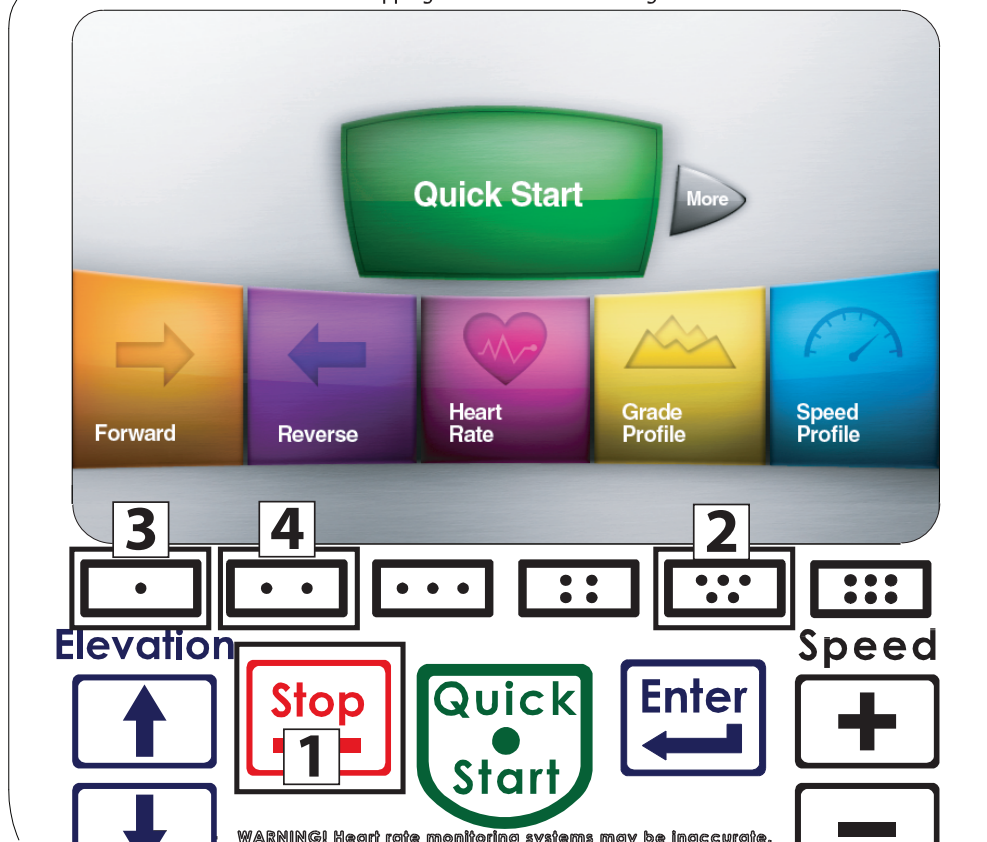 Quick Start
More
Forward
Reverse
Heart
Rate
Grade
Profile
Speed
Profile
3
4
2
Elevation
Speed
Stop
1
Quick
Start
Enter
WARNING! Heart rate monitoring systems may be inaccurate.